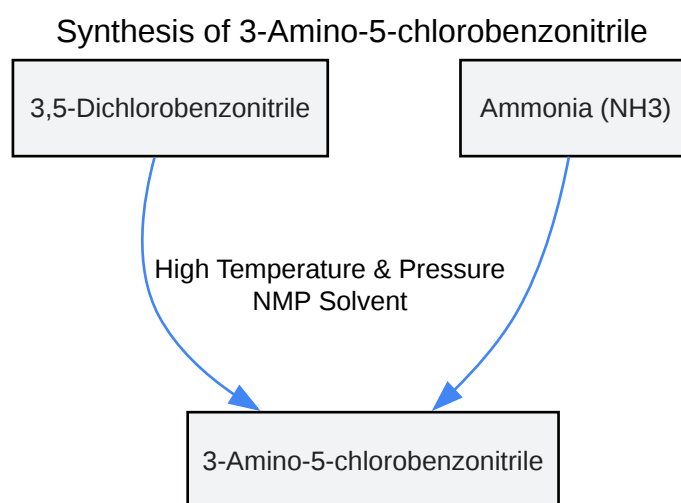 Synthesis of 3-Amino-5-chlorobenzonitrile
3,5-Dichlorobenzonitrile
Ammonia (NH3)
High Temperature & Pressure
NMP Solvent
3-Amino-5-chlorobenzonitrile